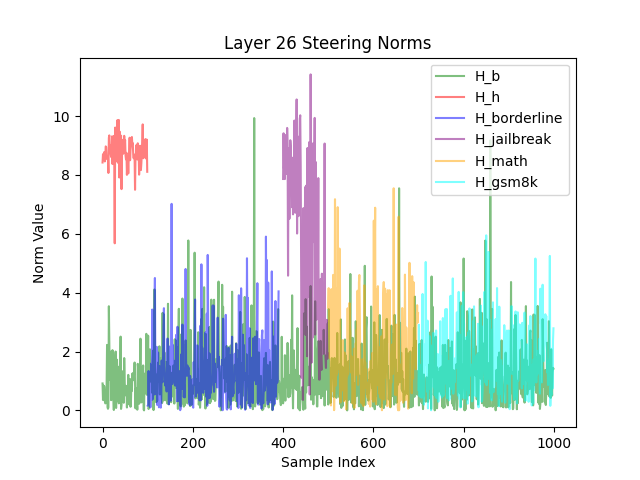 Layer 26 Steering Norms
H_b
H_h
H_borderline
H_jailbreak
H_math
H_gsm8k
10
8
6
4
2
0
Norm Value
0
200
400
600
800
1000
Sample Index